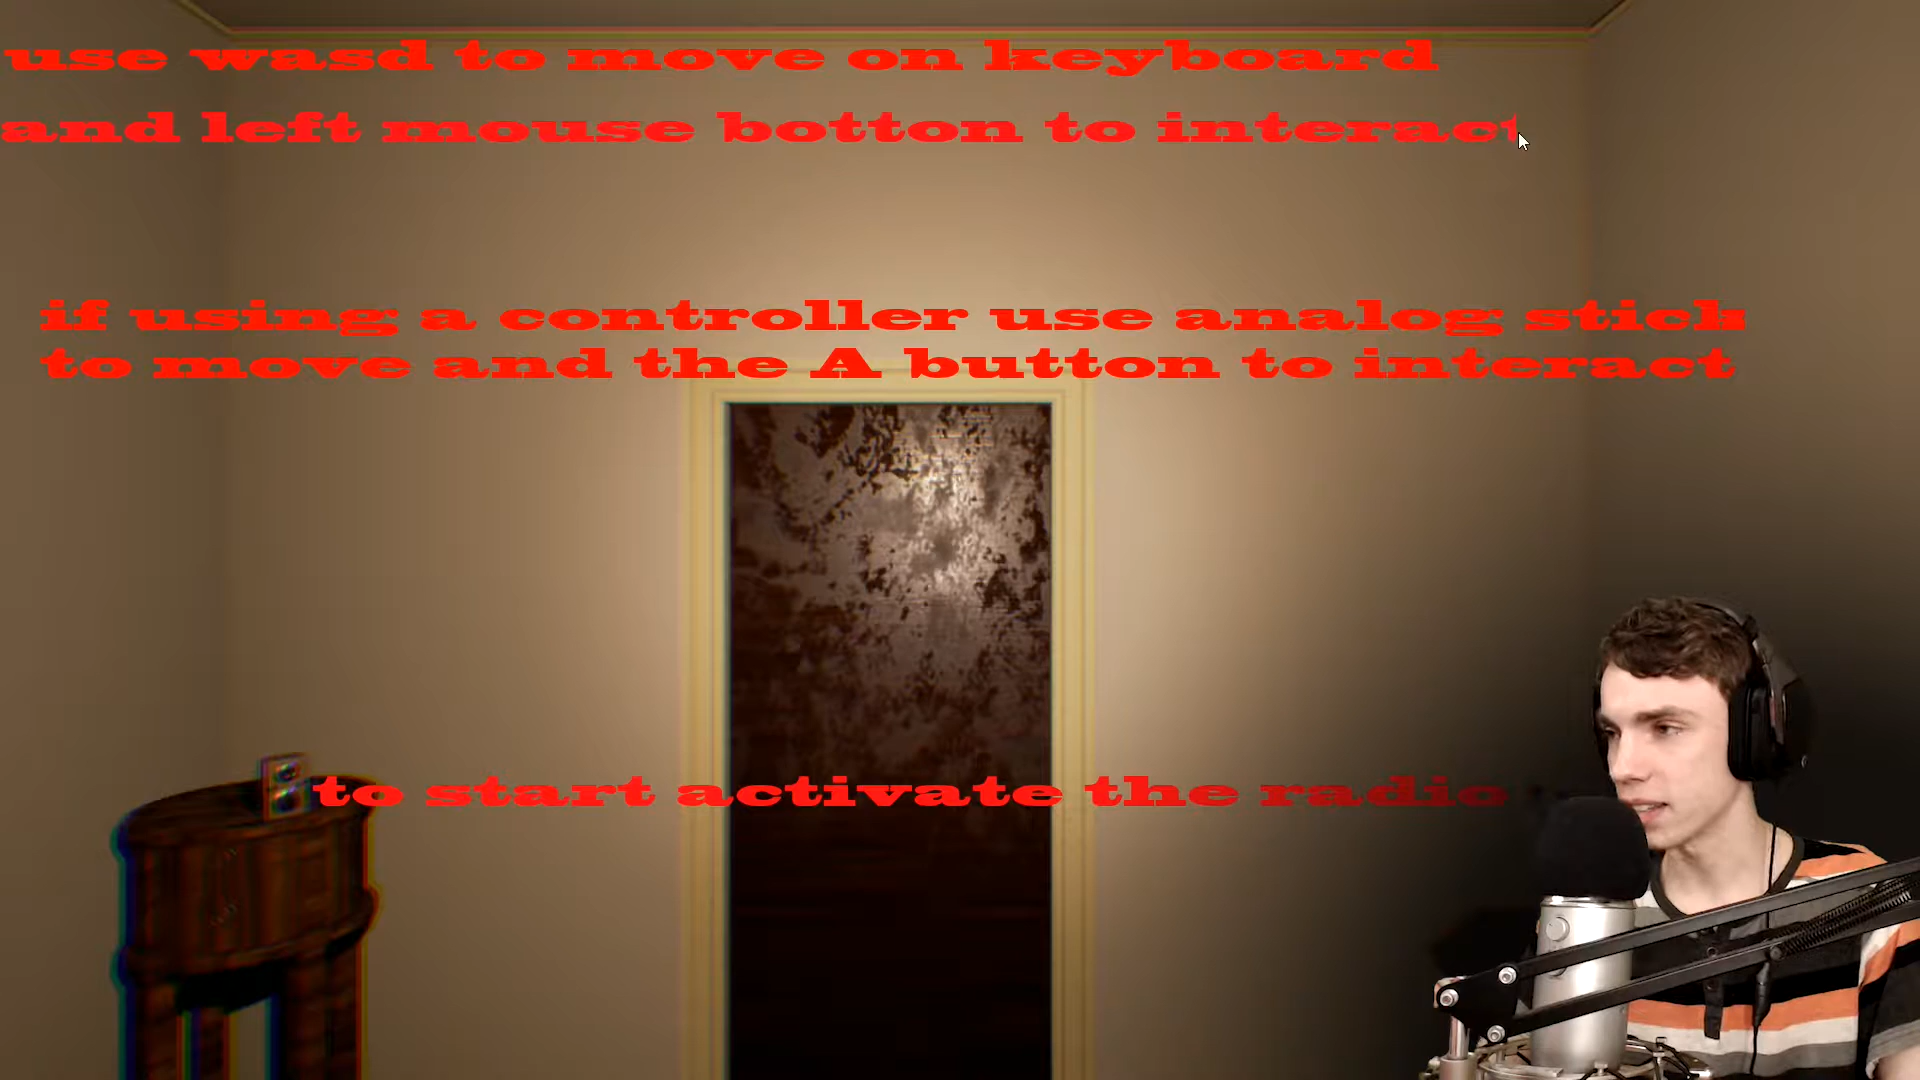 use wasd to move on keyboard
and left mouse botton to interact
if using a controller use analog stick
to move and the A button to interact
to start activate the radio